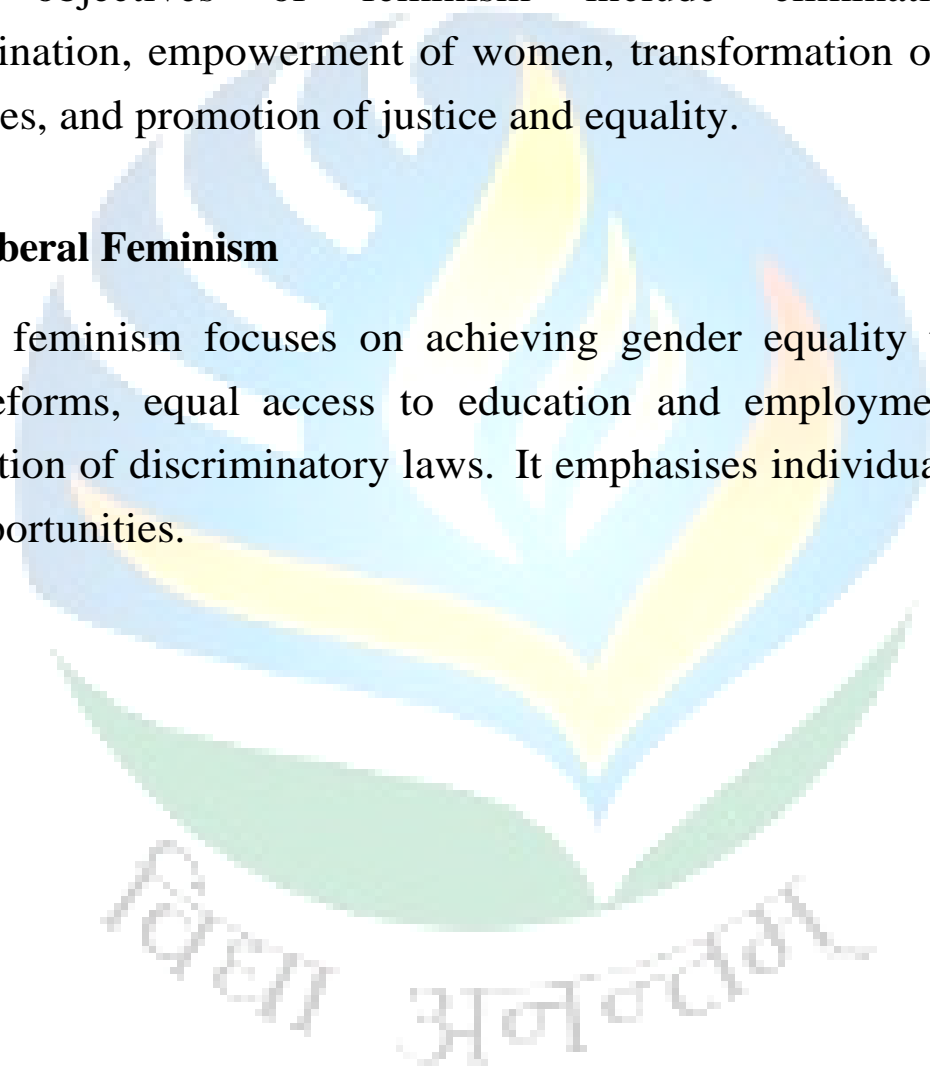 objectives of feminism include
ination, empowerment of women, transformation o
es, and promotion of justice and equality.
beral Feminism
feminism focuses on achieving gender equality
eforms, equal access to education and employme
tion of discriminatory laws. It emphasises individua
portunities.
विद्या अनन्तम्